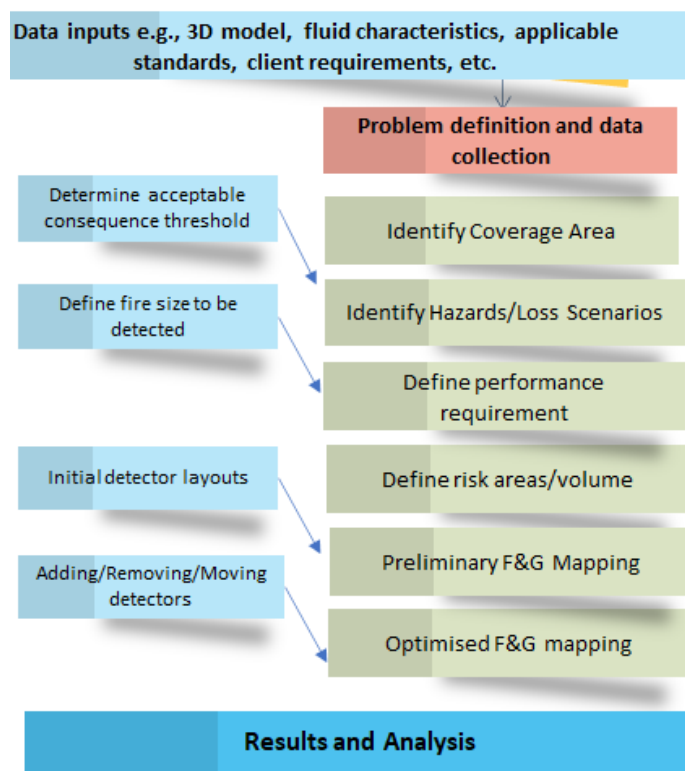 Data inputs e.g., 3D model, fluid characteristics, applicable
standards, client requirements, etc.
Problem definition and data
collection
Determine acceptable
consequence threshold
Identify Coverage Area
Define fire size to be
detected
Identify Hazards/Loss Scenarios
Define performance
requirement
Initial detector layouts
Define risk areas/volume
Adding/Removing/Moving
detectors
Preliminary F&G Mapping
Optimised F&G mapping
Results and Analysis